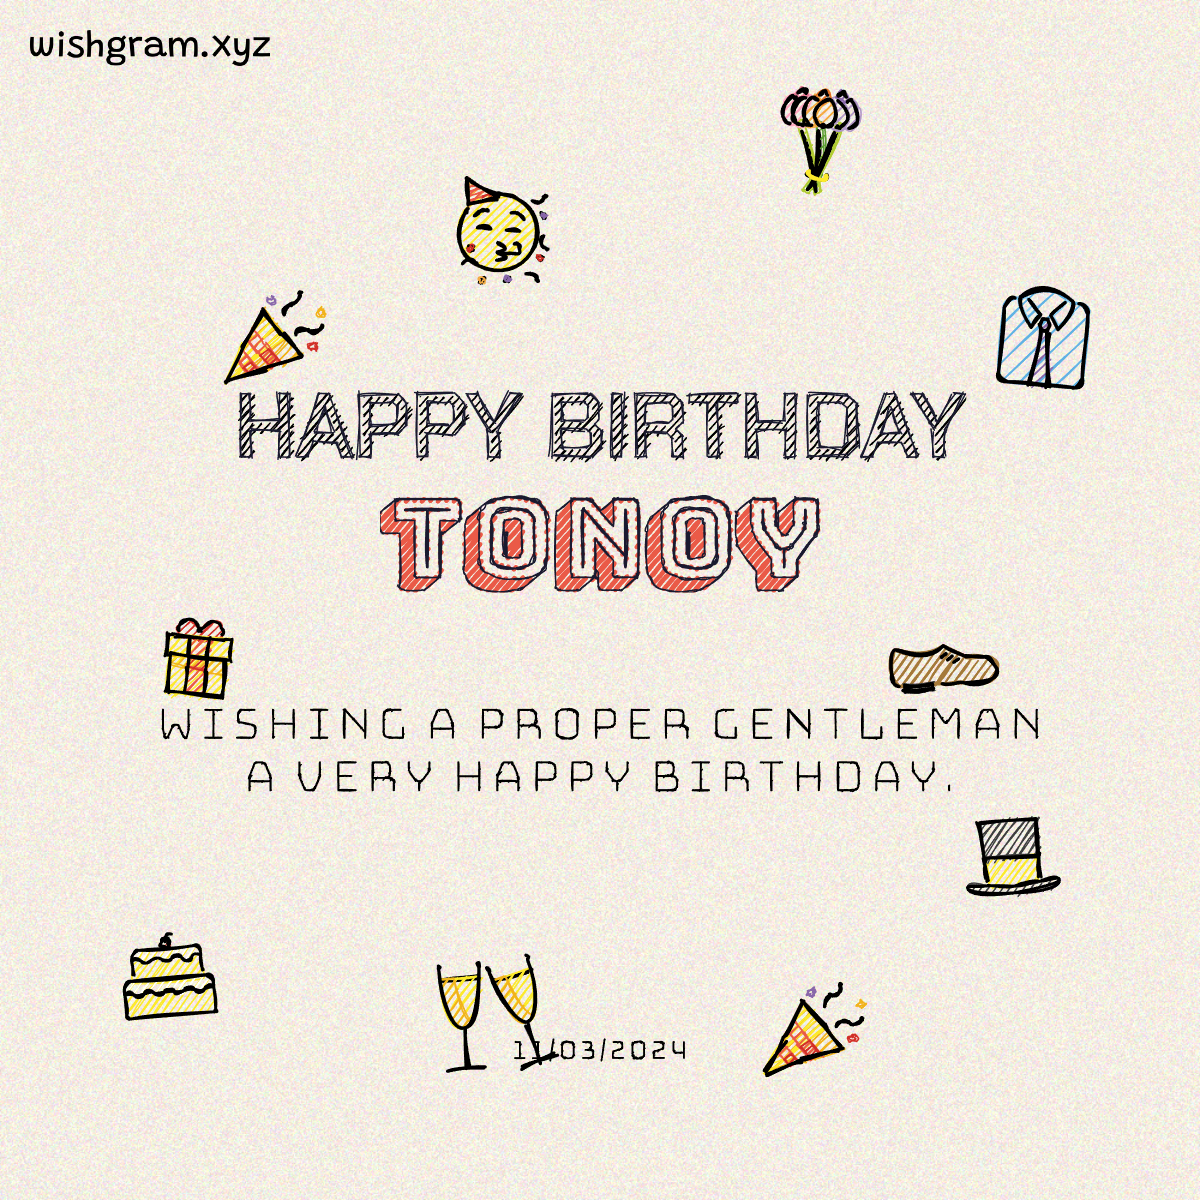 wishgram.xyz
HAPPY BIRTHDAY
TONOY
WISHING A PROPER GENTLEMAN
A VERY HAPPY BIRTHDAY.
11/03/2024